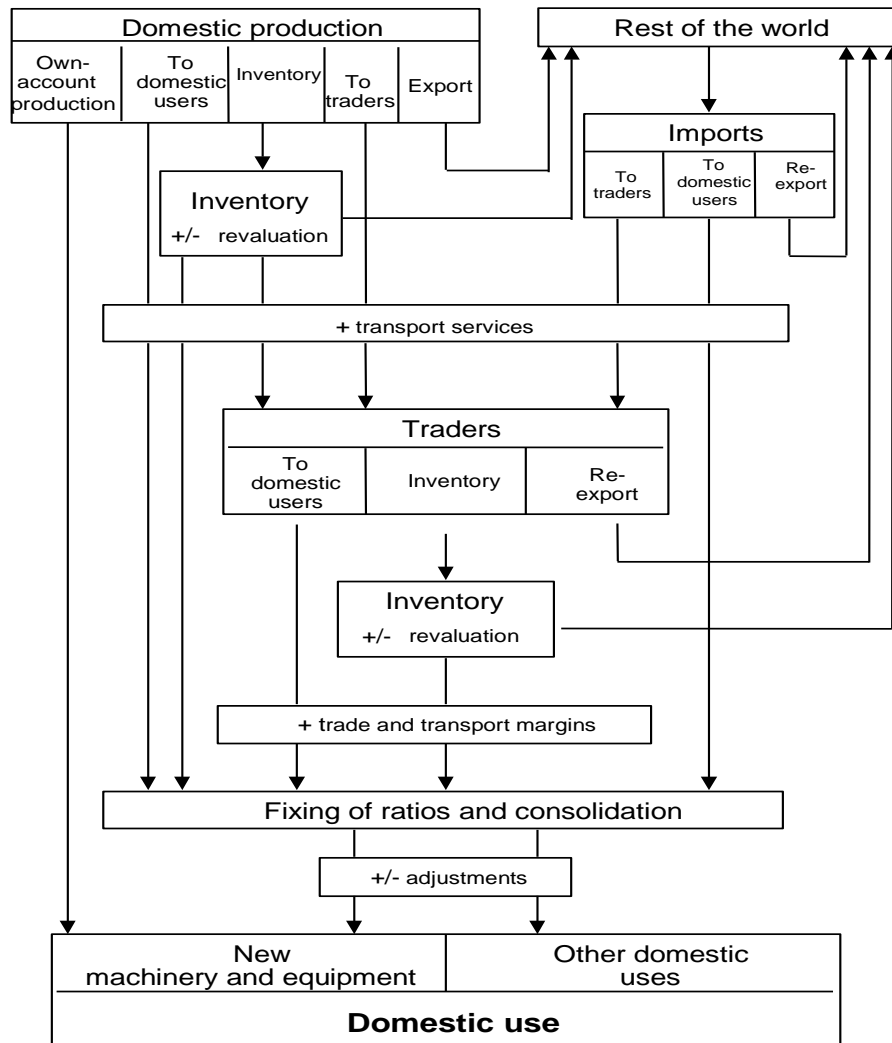 Domestic production
Own-
account
production
To
domestic
users
Inventory
To
traders
Export
Rest of the world
Imports
To
traders
To
domestic
users
Re-
export
Inventory
+/- revaluation
+ transport services
Traders
To
domestic
users
Inventory
Re-
export
Inventory
+/- revaluation
+ trade and transport margins
Fixing of ratios and consolidation
+/- adjustments
New
machinery and equipment
Other domestic
uses
Domestic use